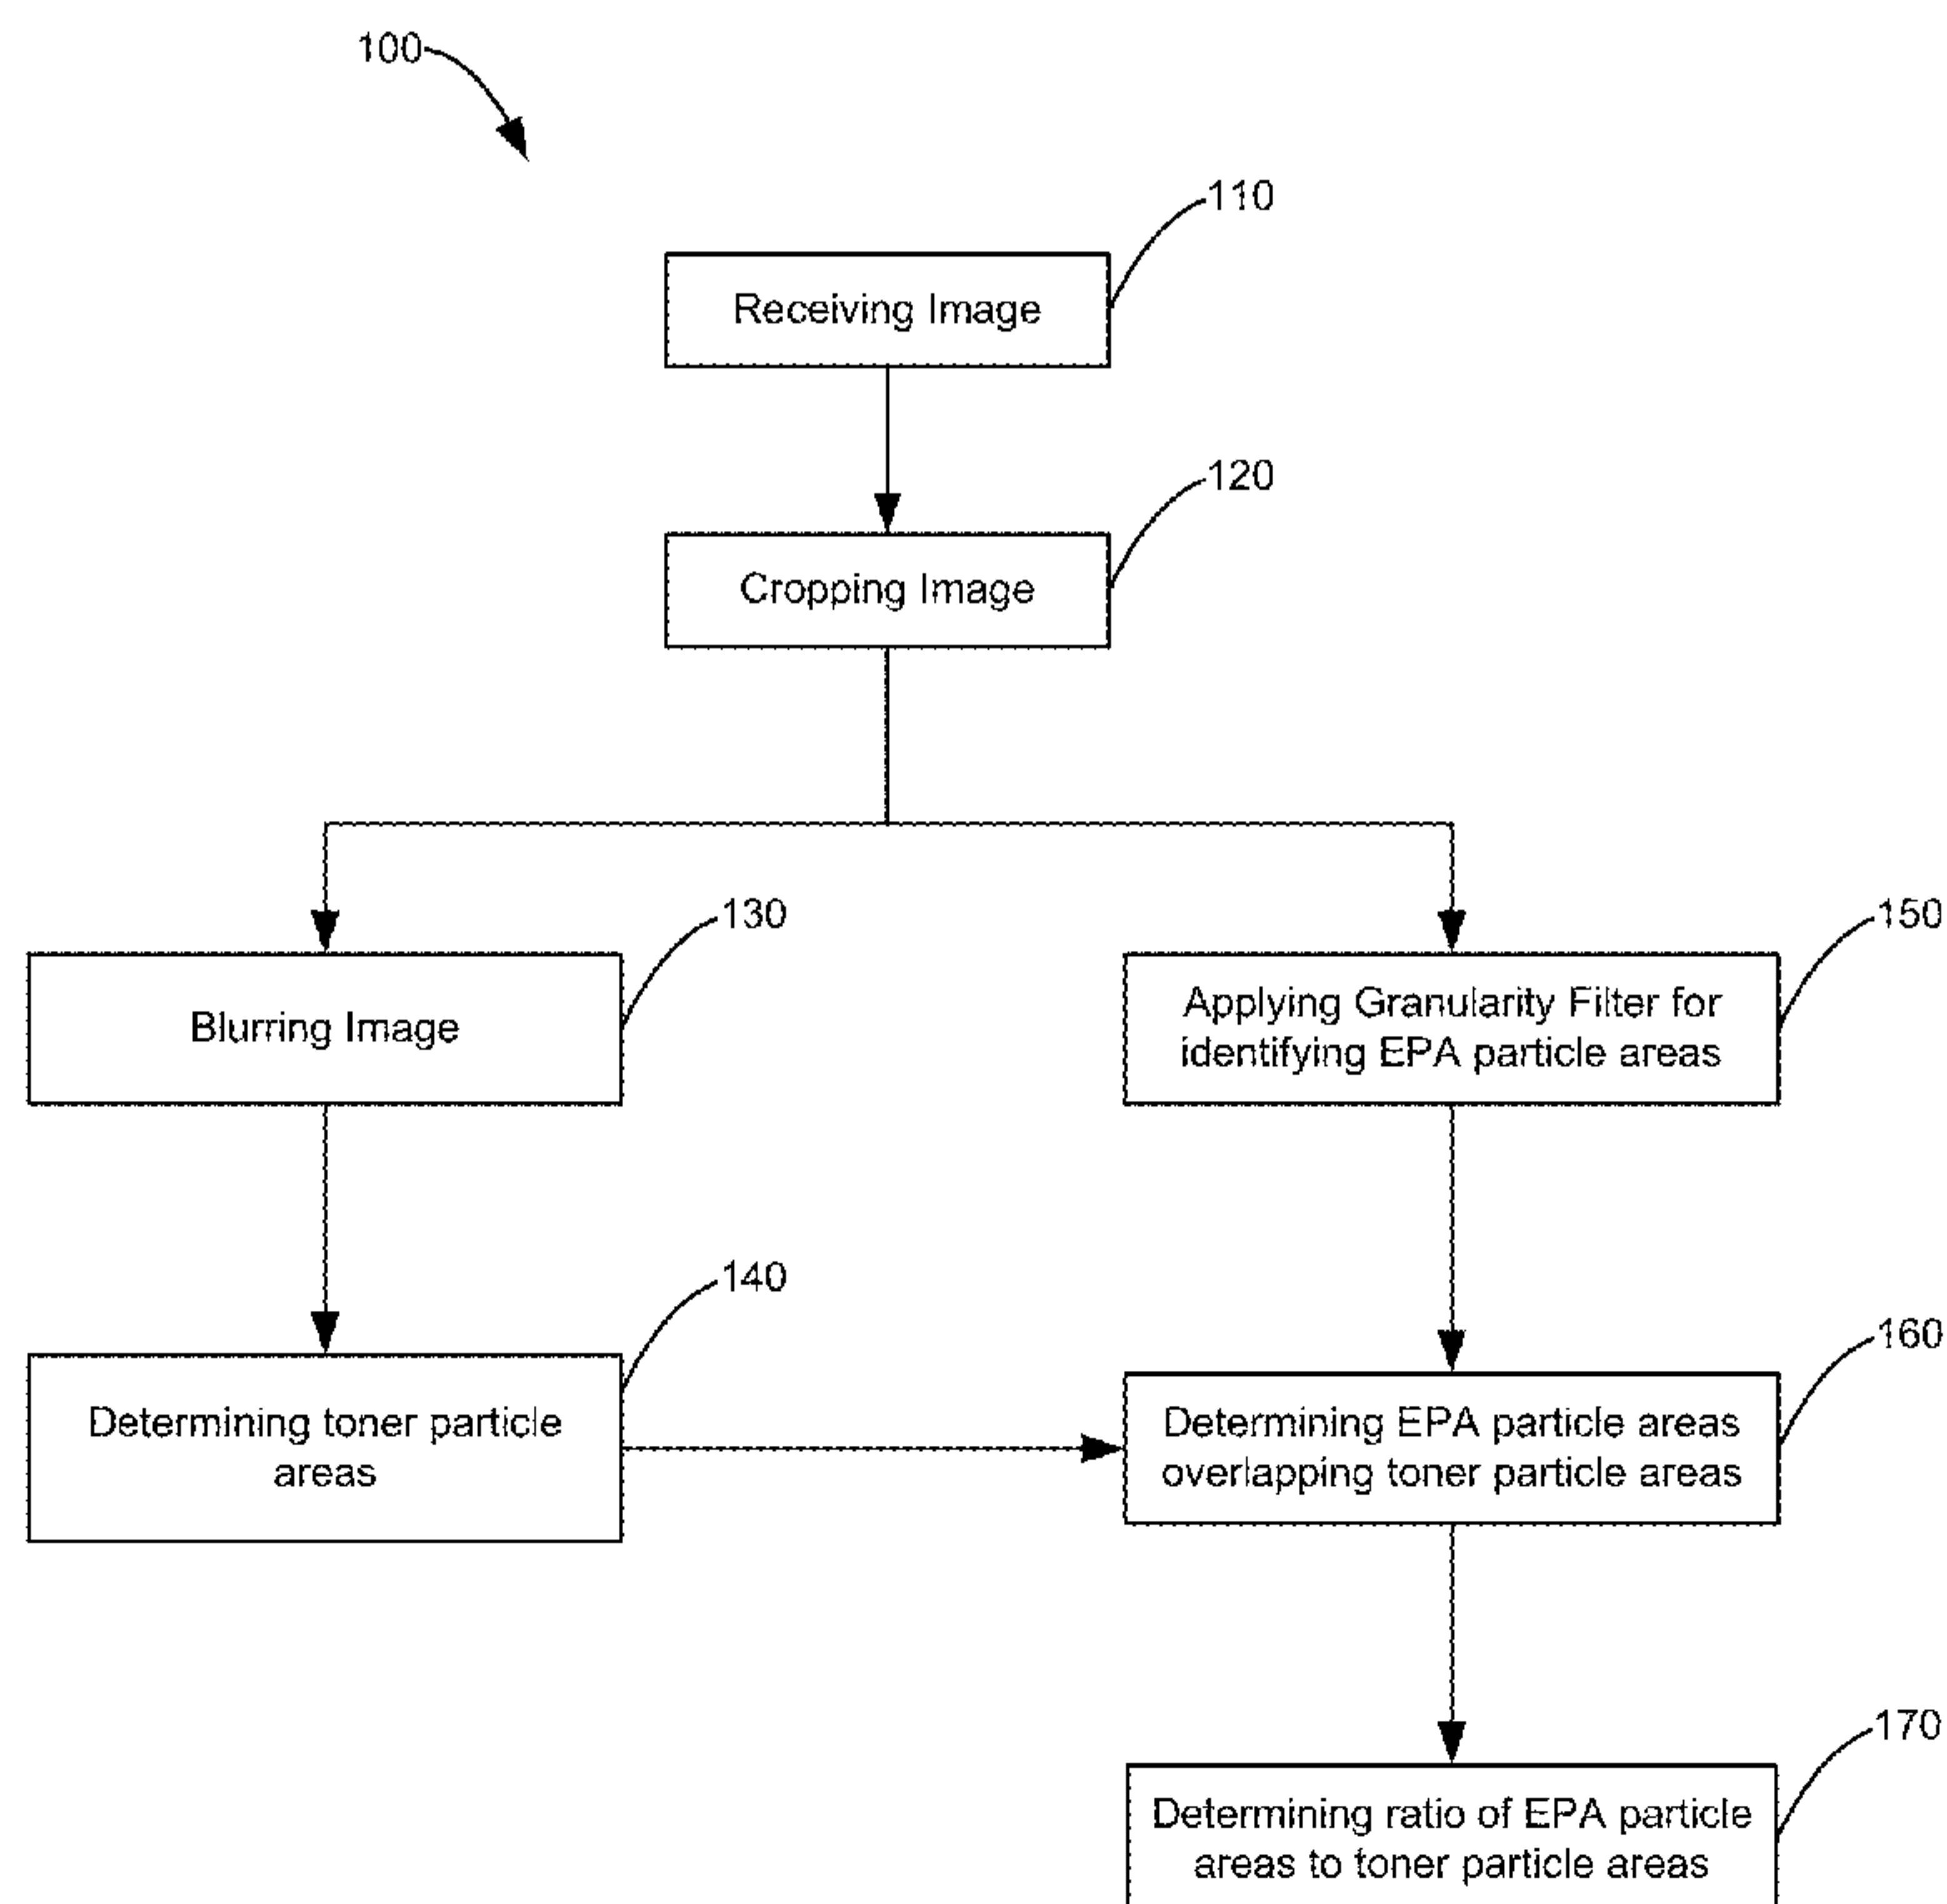 100
110
Receiving Image
120
Cropping Image
130
Blurring Image
150
Applying Granularity Filter for
identifying EPA particle areas
140
Determining toner particle
areas
160
Determining EPA particle areas
overlapping toner particle areas
170
Determining ratio of EPA particle
areas to toner particle areas